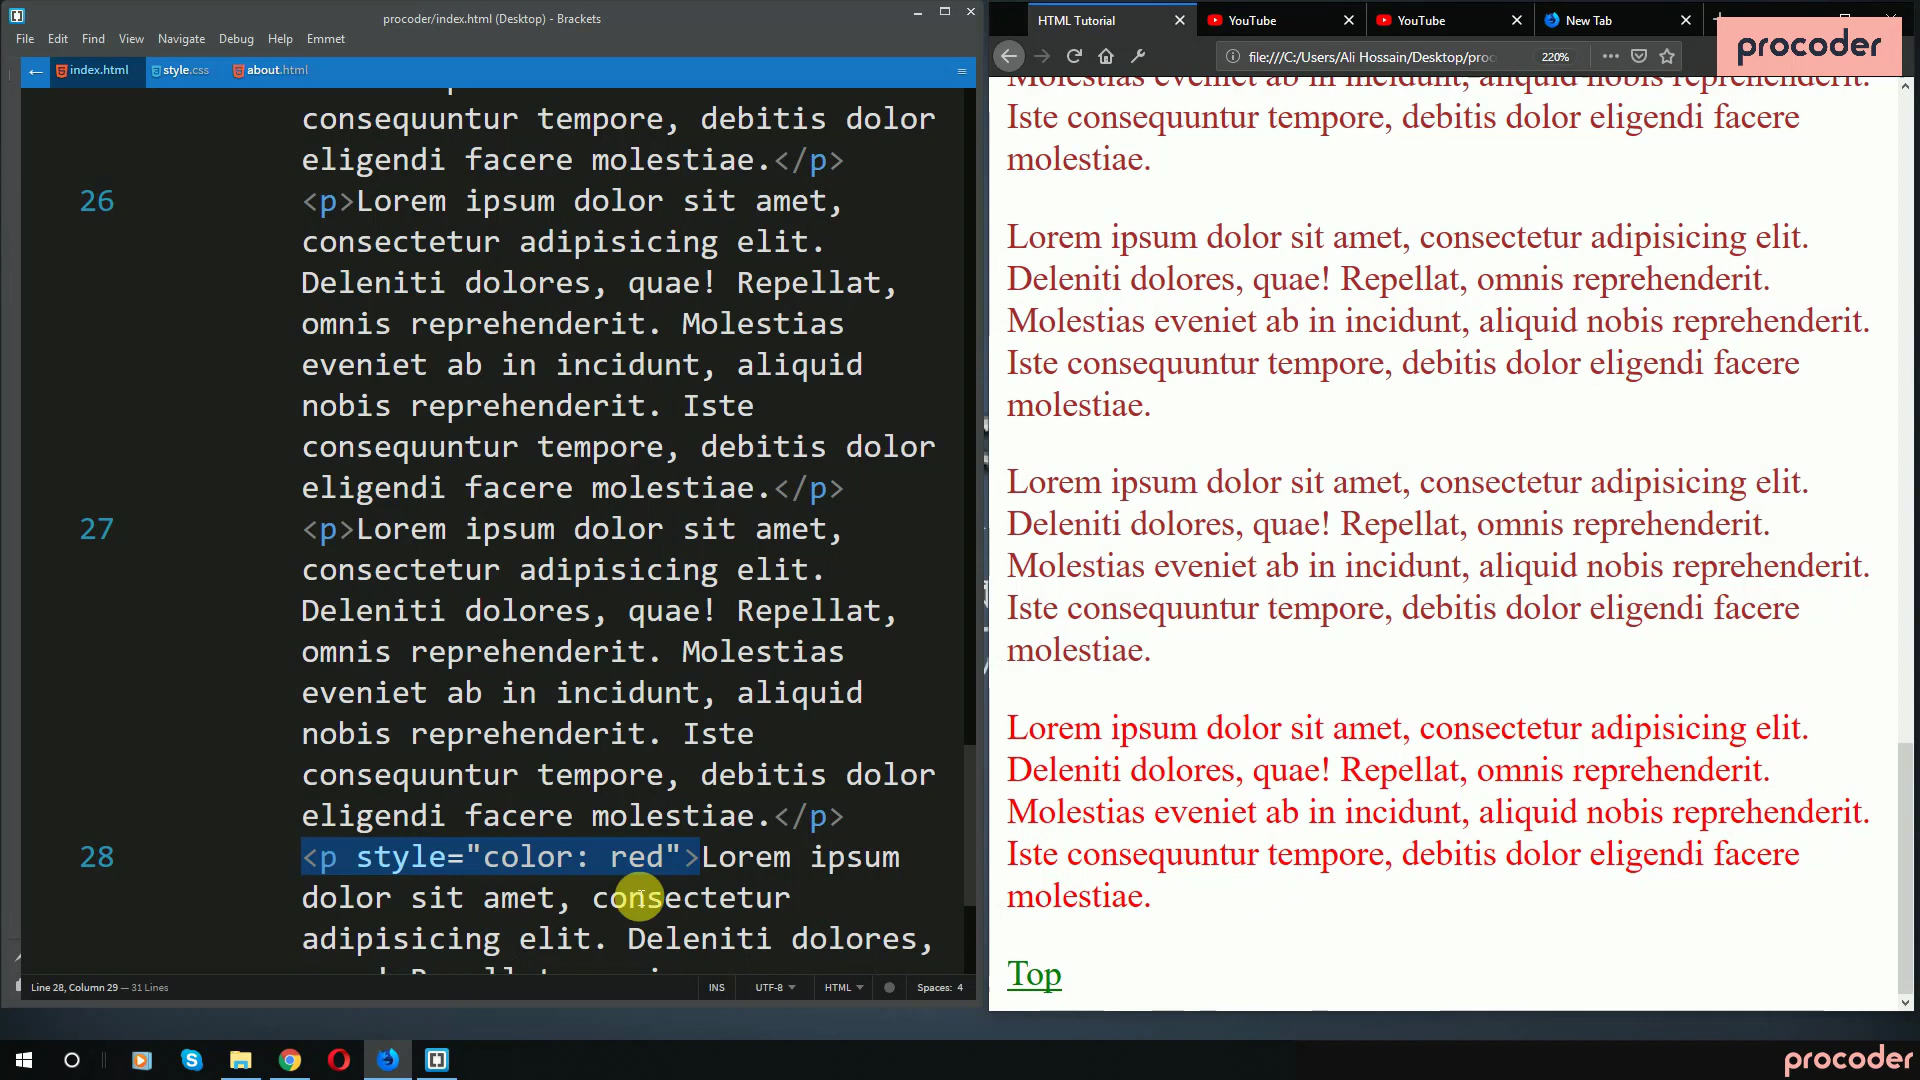 procoder/index.html (Desktop) - Brackets
File Edit Find View Navigate Debug Help Emmet
index.html style.css about.html
consequuntur tempore, debitis dolor
eligendi facere molestiae.</p>
26 <p>Lorem ipsum dolor sit amet,
consectetur adipisicing elit.
Deleniti dolores, quae! Repellat,
omnis reprehenderit. Molestias
eveniet ab in incidunt, aliquid
nobis reprehenderit. Iste
consequuntur tempore, debitis dolor
eligendi facere molestiae.</p>
27 <p>Lorem ipsum dolor sit amet,
consectetur adipisicing elit.
Deleniti dolores, quae! Repellat,
omnis reprehenderit. Molestias
eveniet ab in incidunt, aliquid
nobis reprehenderit. Iste
consequuntur tempore, debitis dolor
eligendi facere molestiae.</p>
28 <p style="color: red">Lorem ipsum
dolor sit amet, consectetur
adipisicing elit. Deleniti dolores,
Line 28, Column 29 — 31 Lines
INS UTF-8 HTML Spaces: 4
HTML Tutorial YouTube YouTube New Tab
file:///C:/Users/Ali Hossain/Desktop/proc 220%
procoder
Molestias eveniet ab in incidunt, aliquid nobis reprehenderit.
Iste consequuntur tempore, debitis dolor eligendi facere
molestiae.
Lorem ipsum dolor sit amet, consectetur adipisicing elit.
Deleniti dolores, quae! Repellat, omnis reprehenderit.
Molestias eveniet ab in incidunt, aliquid nobis reprehenderit.
Iste consequuntur tempore, debitis dolor eligendi facere
molestiae.
Lorem ipsum dolor sit amet, consectetur adipisicing elit.
Deleniti dolores, quae! Repellat, omnis reprehenderit.
Molestias eveniet ab in incidunt, aliquid nobis reprehenderit.
Iste consequuntur tempore, debitis dolor eligendi facere
molestiae.
Lorem ipsum dolor sit amet, consectetur adipisicing elit.
Deleniti dolores, quae! Repellat, omnis reprehenderit.
Molestias eveniet ab in incidunt, aliquid nobis reprehenderit.
Iste consequuntur tempore, debitis dolor eligendi facere
molestiae.
Top
procoder